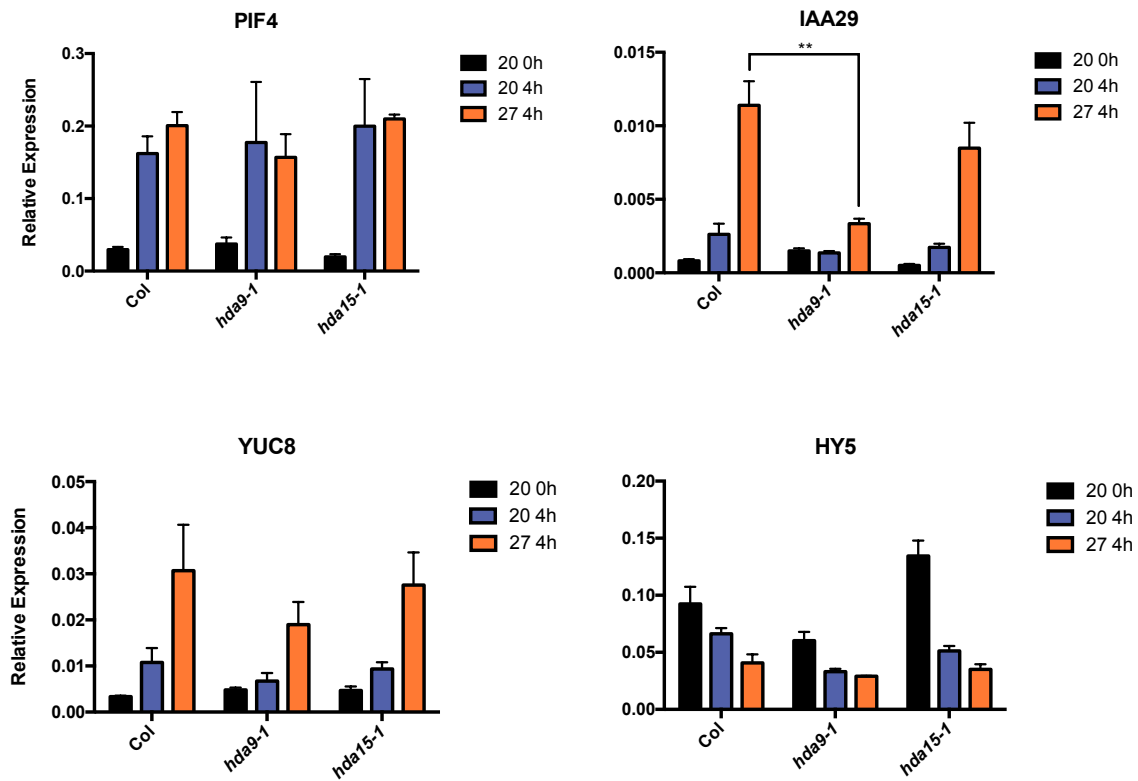 PIF4
Relative Expression
0.3
0.2
0.1
0.0
Col
hda9-1
hda15-1
20 0h
20 4h
27 4h
IAA29
**
0.015
0.010
0.005
0.000
Col
hda9-1
hda15-1
20 0h
20 4h
27 4h
YUC8
Relative Expression
0.05
0.04
0.03
0.02
0.01
0.00
Col
hda9-1
hda15-1
20 0h
20 4h
27 4h
HY5
0.20
0.15
0.10
0.05
0.00
Col
hda9-1
hda15-1
20 0h
20 4h
27 4h